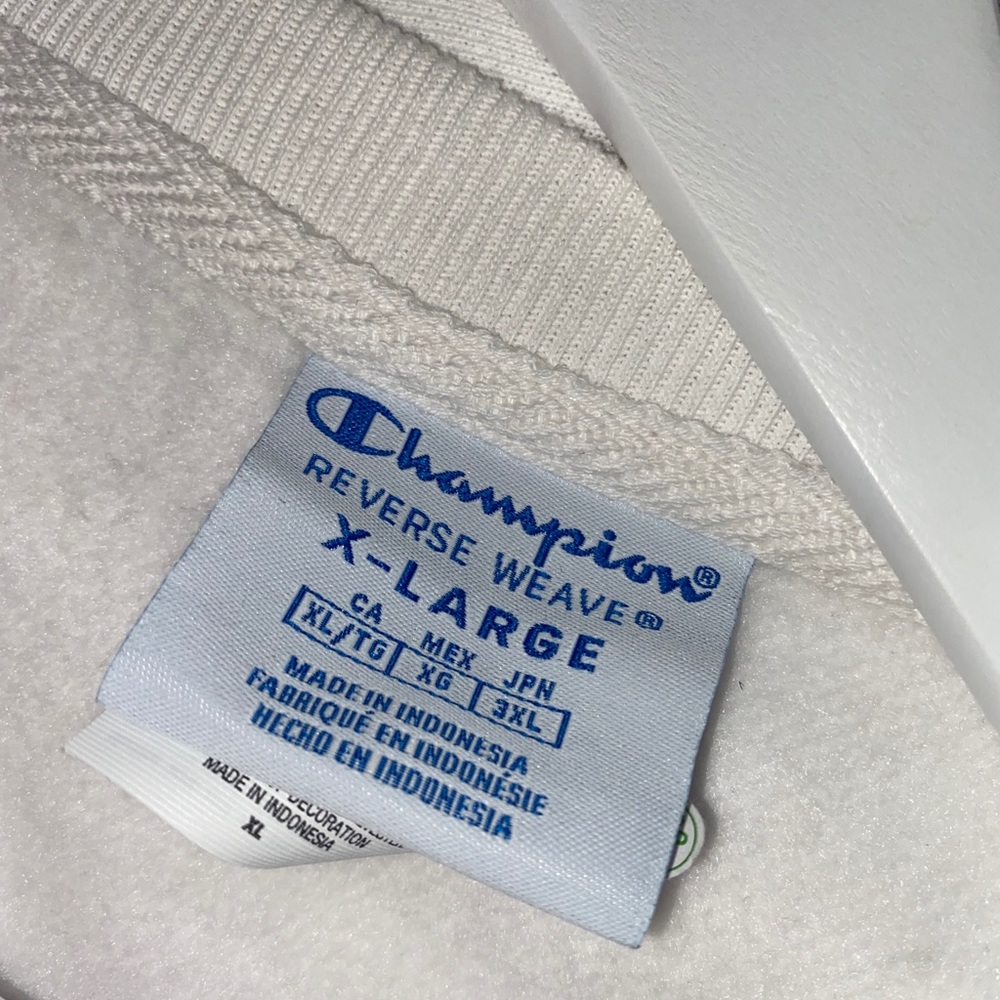 Champion®
REVERSE WEAVE®
X-LARGE
CA MEX JPN
XL/TG XG 3XL
MADE IN INDONESIA
FABRIQUÉ EN INDONÉSIE
HECHO EN INDONESIA
DECORATION
MADE IN INDONESIA
XL